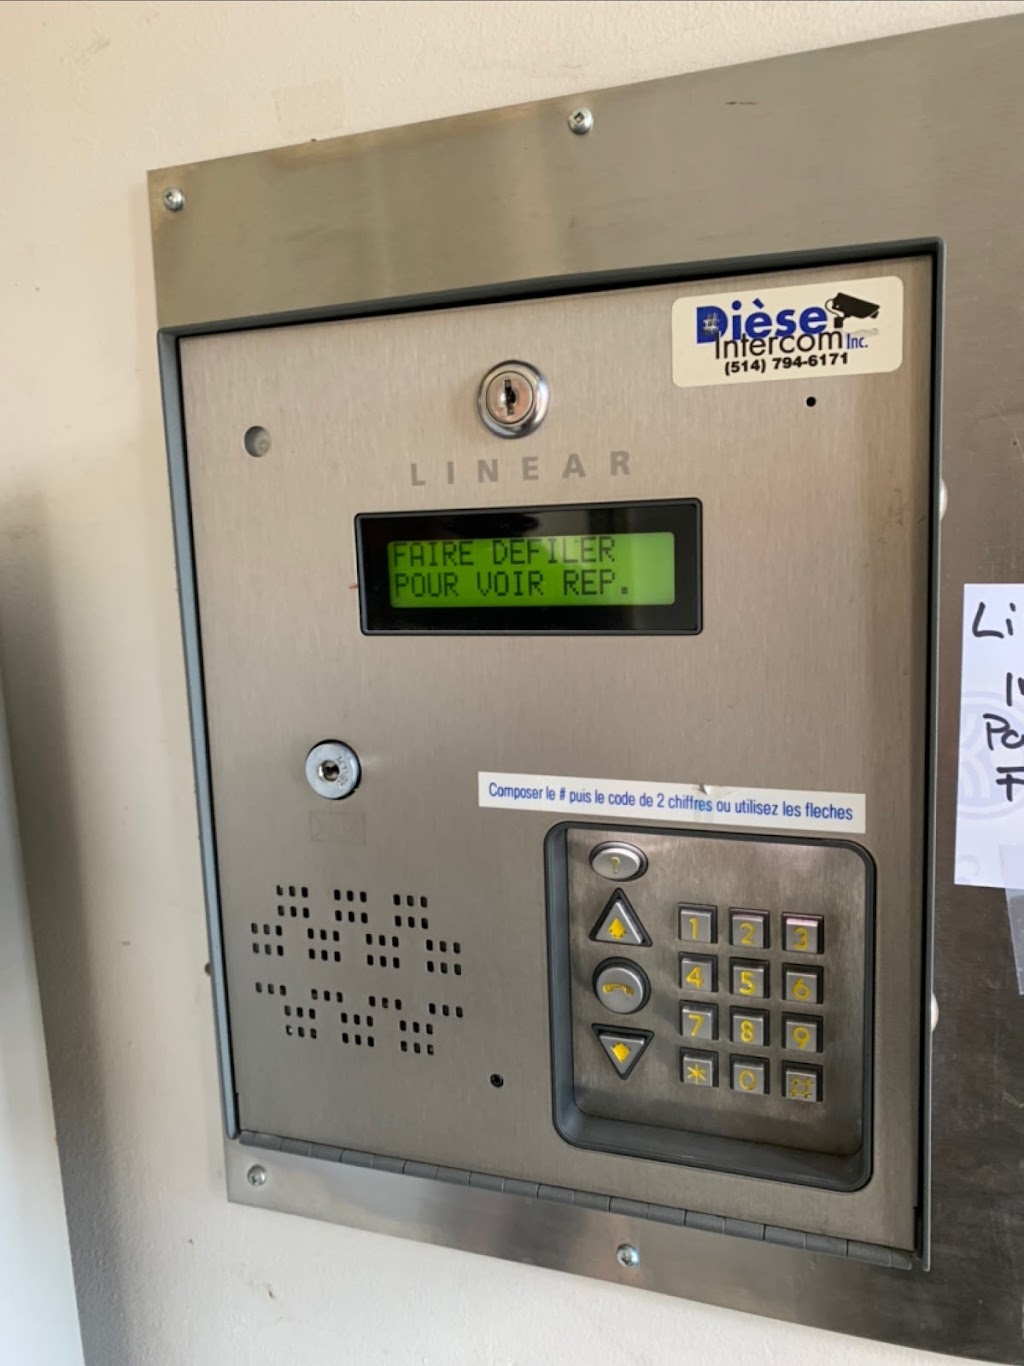 Dièse
Intercom Inc.
(514) 794-6171
LINEAR
FAIRE DEFILER
POUR VOIR REP.
Composer le # puis le code de 2 chiffres ou utilisez les fleches
?
1 2 3
4 5 6
7 8 9
* 0 #
Li